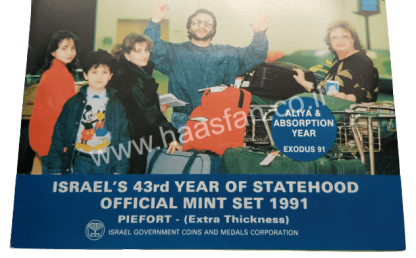 ALIYA &
ABSORPTION
YEAR
EXODUS 91
www.haasfan.co.il
ISRAEL'S 43rd YEAR OF STATEHOOD
OFFICIAL MINT SET 1991
PIEFORT - (Extra Thickness)
ISRAEL GOVERNMENT COINS AND MEDALS CORPORATION